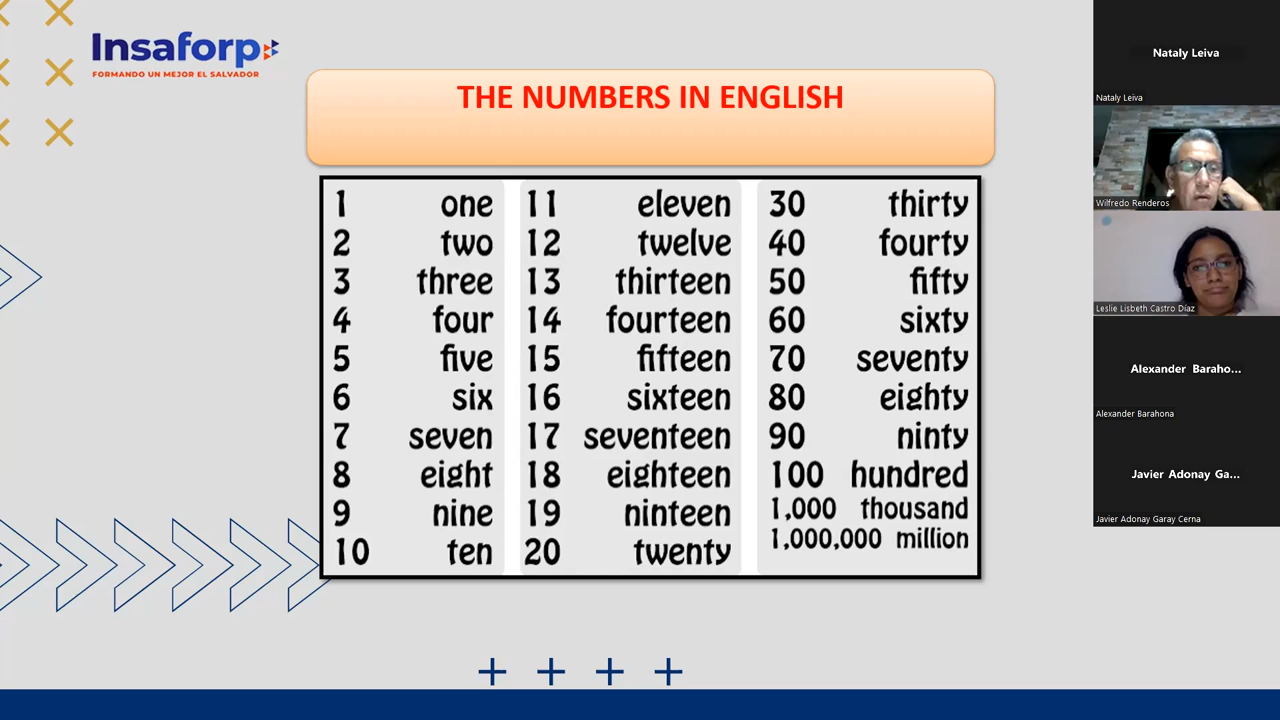 Insaforp
FORMANDO UN MEJOR EL SALVADOR
THE NUMBERS IN ENGLISH
1 one
2 two
3 three
4 four
5 five
6 six
7 seven
8 eight
9 nine
10 ten
11 eleven
12 twelve
13 thirteen
14 fourteen
15 fifteen
16 sixteen
17 seventeen
18 eighteen
19 ninteen
20 twenty
30 thirty
40 fourty
50 fifty
60 sixty
70 seventy
80 eighty
90 ninty
100 hundred
1,000 thousand
1,000,000 million
Nataly Leiva
Nataly Leiva
Wilfredo Renderos
Leslie Lisbeth Castro Díaz
Alexander Baraho...
Alexander Barahona
Javier Adonay Ga...
Javier Adonay Garay Cerna